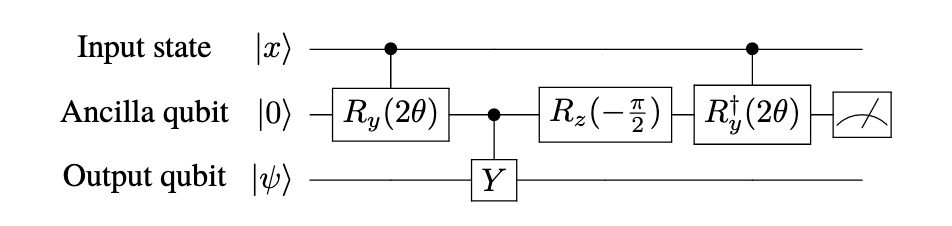 Input state |x⟩
Ancilla qubit |0⟩ R_y(2θ) R_z(−π/2) R_y^†(2θ)
Output qubit |ψ⟩ Y